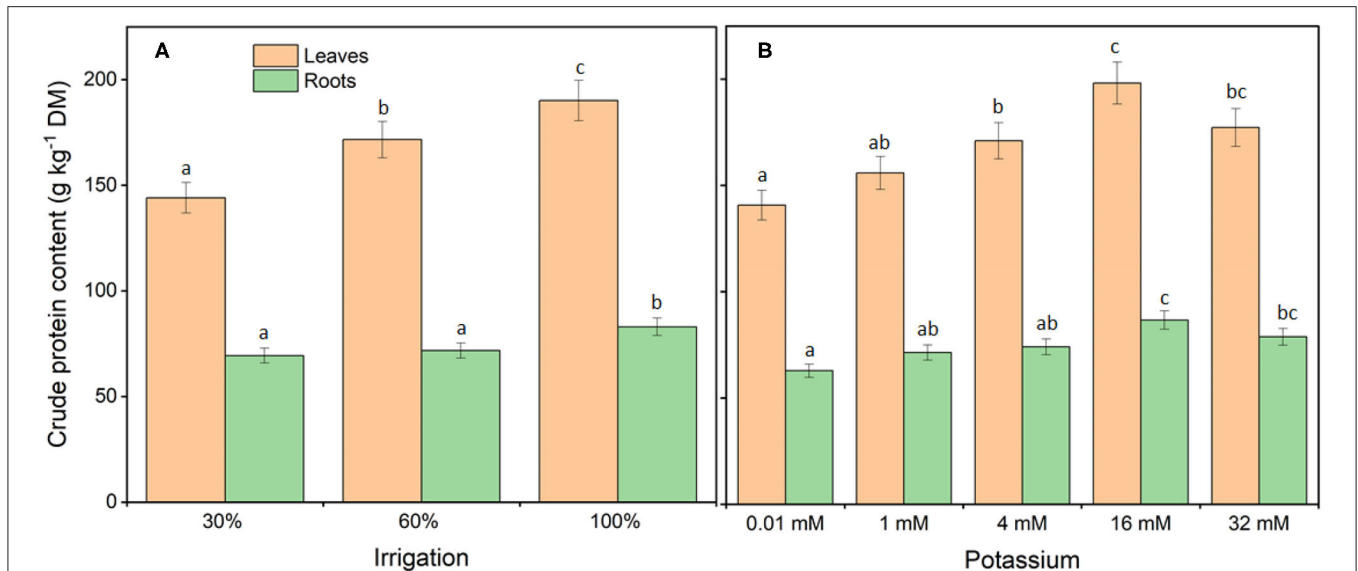 A
Leaves
Roots
B
Crude protein content (g kg⁻¹ DM)
200
150
100
50
0
a
a
b
a
c
b
a
a
ab
ab
b
ab
c
c
bc
bc
30%
60%
100%
0.01 mM
1 mM
4 mM
16 mM
32 mM
Irrigation
Potassium